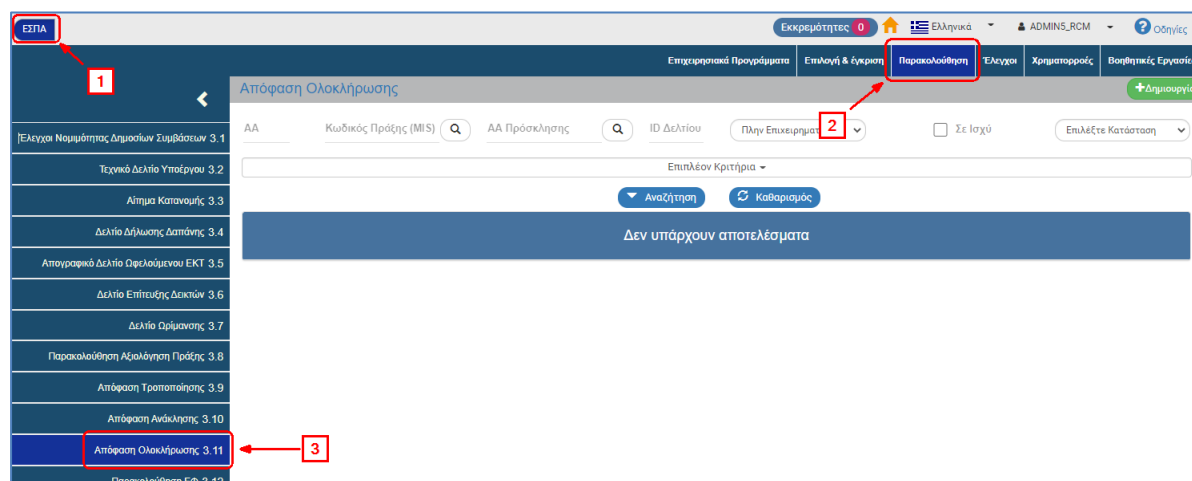 ΕΣΠΑ
Εκκρεμότητες 0 Ελληνικά ADMIN5_RCM Οδηγίες
1
Επιχειρησιακά Προγράμματα Επιλογή & έγκριση Παρακολούθηση Έλεγχοι Χρηματορροές Βοηθητικές Εργασίε
Απόφαση Ολοκλήρωσης
2
Δημιουργία
ΑΑ Κωδικός Πράξης (MIS) ΑΑ Πρόσκλησης ID Δελτίου Πλην Επιχειρηματ Σε Ισχύ Επιλέξτε Κατάσταση
Επιπλέον Κριτήρια
Αναζήτηση Καθαρισμός
Δεν υπάρχουν αποτελέσματα
Έλεγχοι Νομιμότητας Δημοσίων Συμβάσεων 3.1
Τεχνικό Δελτίο Υποέργου 3.2
Αίτημα Κατανομής 3.3
Δελτίο Δήλωσης Δαπάνης 3.4
Απογραφικό Δελτίο Ωφελούμενου ΕΚΤ 3.5
Δελτίο Επίτευξης Δεικτών 3.6
Δελτίο Ωρίμανσης 3.7
Παρακολούθηση Αξιολόγηση Πράξης 3.8
Απόφαση Τροποποίησης 3.9
Απόφαση Ανάκλησης 3.10
Απόφαση Ολοκλήρωσης 3.11
3
Παρακολούθηση ΕΦ 3.12